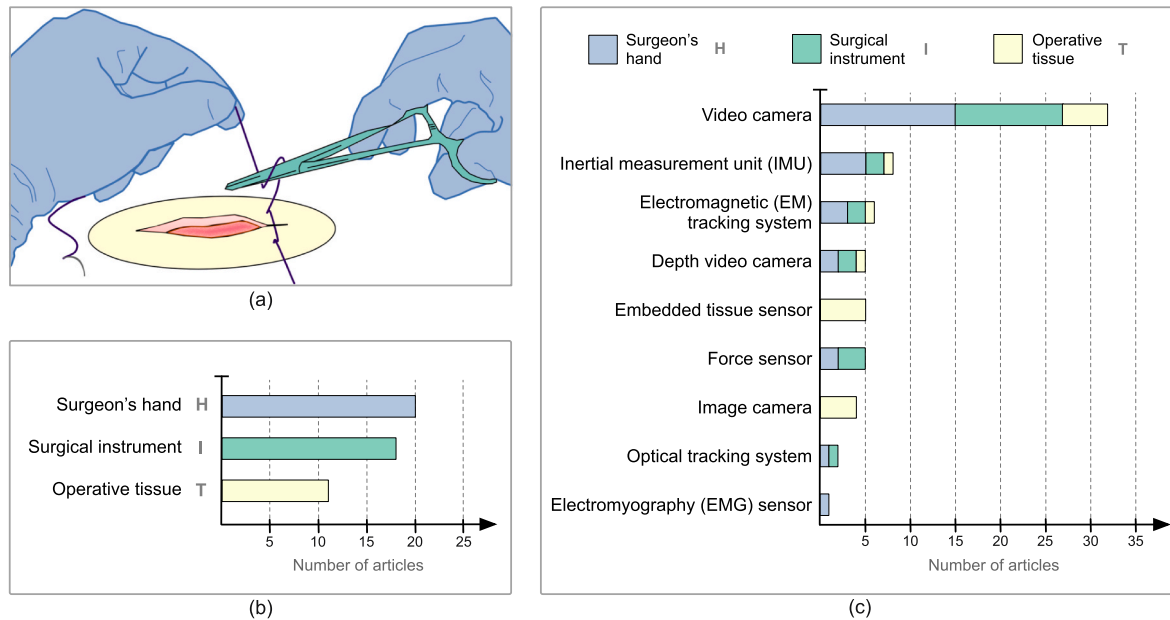 (a)
Surgeon's hand H
Surgical instrument I
Operative tissue T
5 10 15 20 25
Number of articles
(b)
Surgeon's
hand
H
Surgical
instrument
I
Operative
tissue
T
Video camera
Inertial measurement unit (IMU)
Electromagnetic (EM)
tracking system
Depth video camera
Embedded tissue sensor
Force sensor
Image camera
Optical tracking system
Electromyography (EMG) sensor
5 10 15 20 25 30 35
Number of articles
(c)